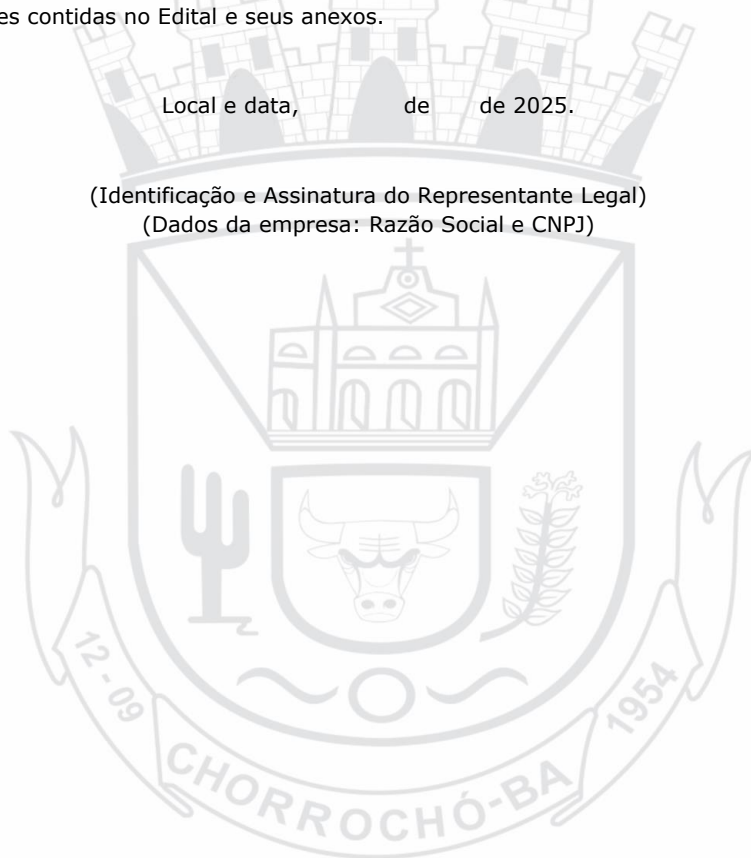 es contidas no Edital e seus anexos.
Local e data, de de 2025.
(Identificação e Assinatura do Representante Legal)
(Dados da empresa: Razão Social e CNPJ)
12 - 09
CHORROCHÓ-BA
1954